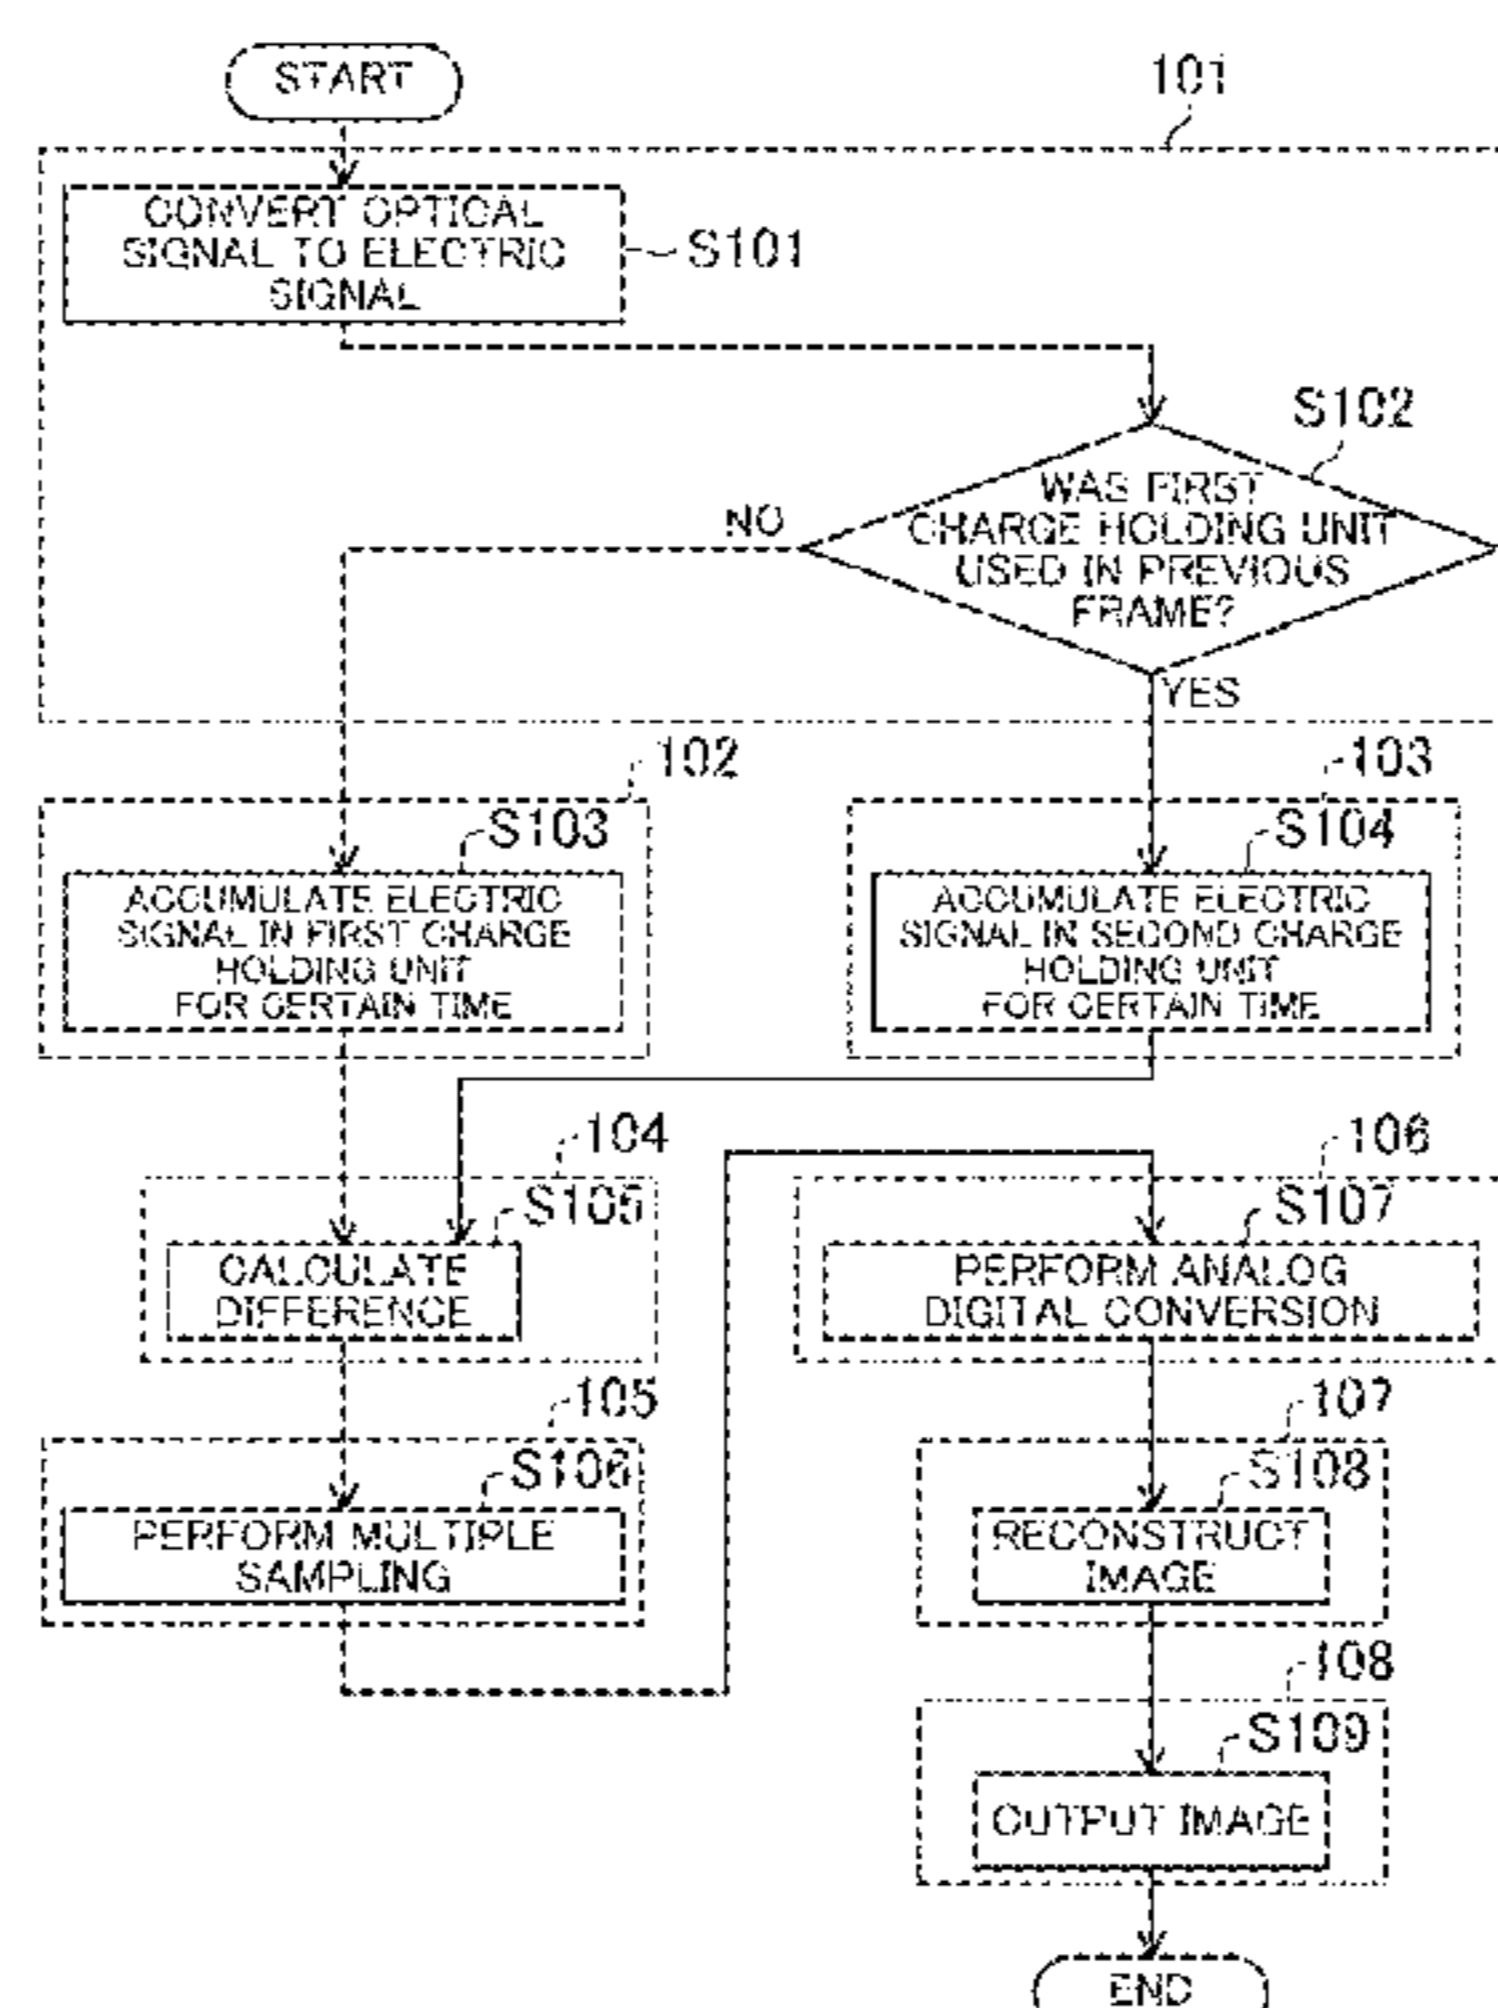 START
101
CONVERT OPTICAL
SIGNAL TO ELECTRIC
SIGNAL
S101
S102
WAS FIRST
CHARGE HOLDING UNIT
USED IN PREVIOUS
FRAME?
NO
YES
102
103
S103
S104
ACCUMULATE ELECTRIC
SIGNAL IN FIRST CHARGE
HOLDING UNIT
FOR CERTAIN TIME
ACCUMULATE ELECTRIC
SIGNAL IN SECOND CHARGE
HOLDING UNIT
FOR CERTAIN TIME
104
106
S105
S107
CALCULATE
DIFFERENCE
PERFORM ANALOG
DIGITAL CONVERSION
105
107
S106
S108
PERFORM MULTIPLE
SAMPLING
RECONSTRUCT
IMAGE
108
S109
OUTPUT IMAGE
END